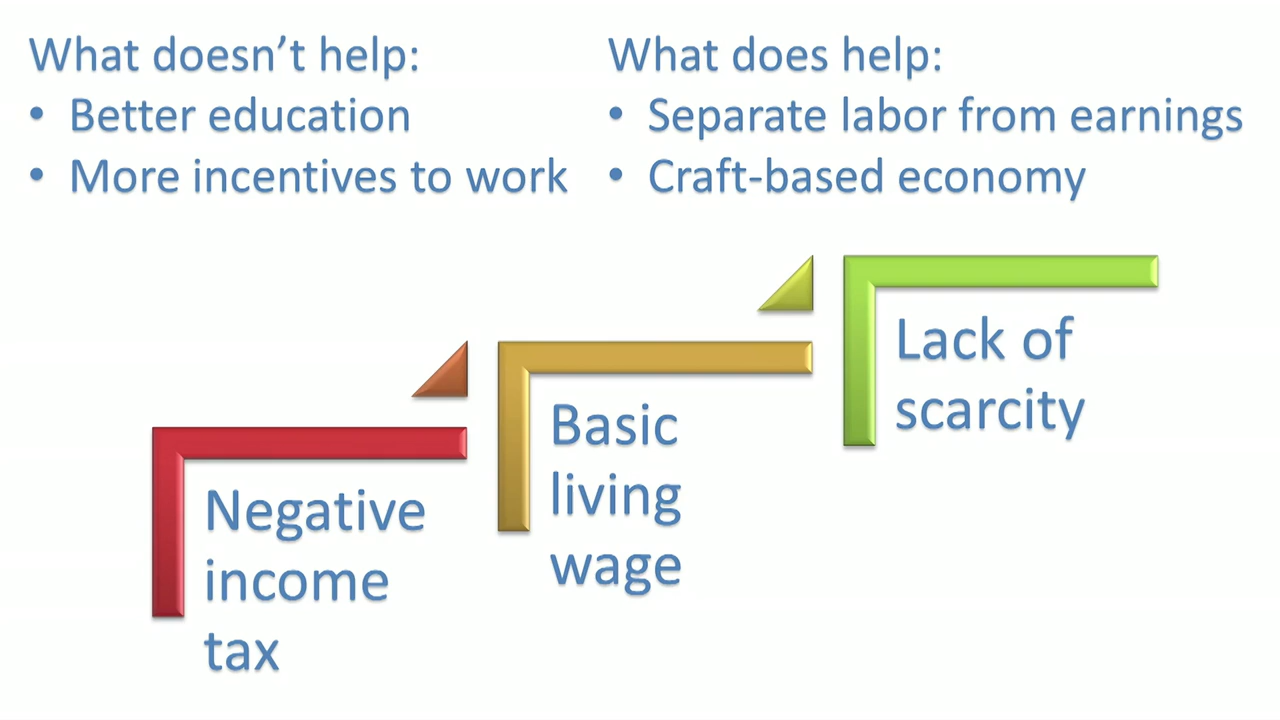 What doesn’t help:
• Better education
• More incentives to work
What does help:
• Separate labor from earnings
• Craft-based economy
Negative
income
tax
Basic
living
wage
Lack of
scarcity